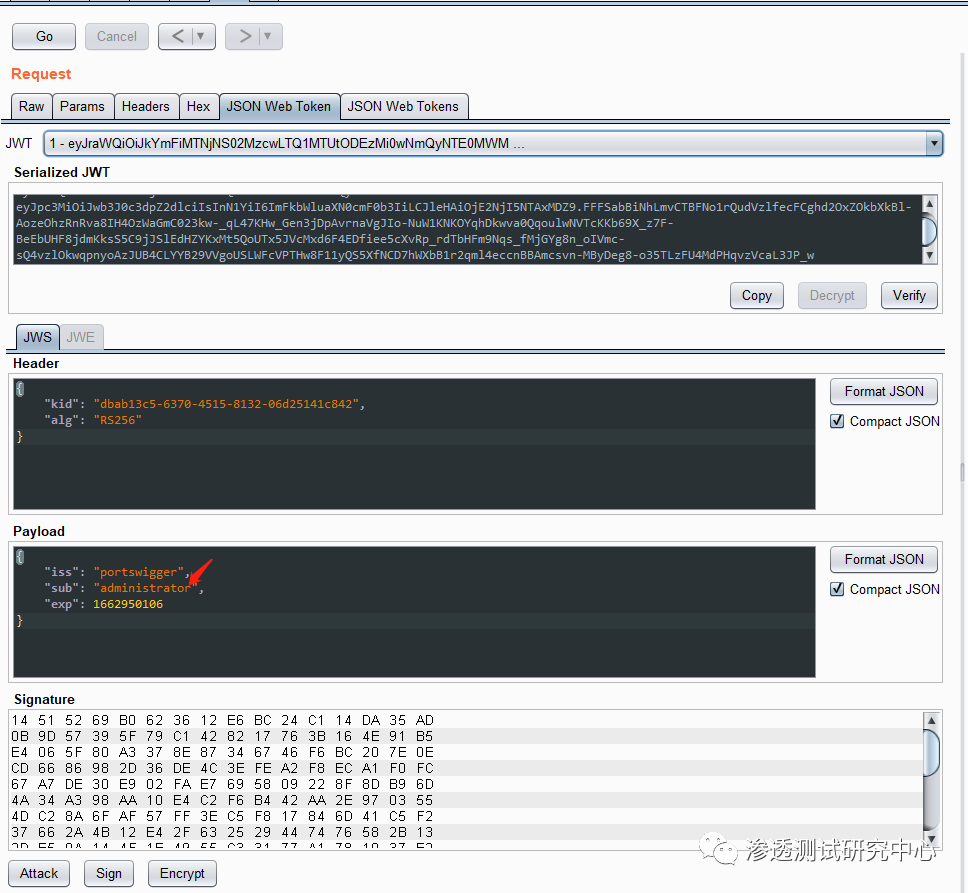 Go Cancel < ▼ > ▼
Request
Raw Params Headers Hex JSON Web Token JSON Web Tokens
JWT 1 - eyJraWQiOiJkYmFiMTNjNS02MzcwLTQ1MTUtODEzMi0wNmQyNTE0MWM ...
Serialized JWT
eyJpc3MiOiJwb3J0c3dpZ2dlciIsInN1YiI6ImFkbWluaXN0cmF0b3IiLCJleHAiOjE2NjI5NTAxMDZ9.FFFSabBiNhLmvCTBFNo1rQudVzlfecFCghd2OxZOkbXkBl-
AozeOhzRnRva8IH4OzWaGmC023kw-_qL47KHw_Gen3jDpAvrnaVgJIo-NuW1KNKOYqhDkwva0QqoulwNVTcKKb69X_z7F-
BeEbUHF8jdmKksS5C9jJSlEdHZYKxMt5QoUTx5JVcMxd6F4EDfiee5cXvRp_rdTbHFm9Nqs_fMjGYg8n_oIVmc-
sQ4vzlOkwqpnyoAzJUB4CLYYB29VVgoUSLWFcVPTHw8F11yQS5XfNCD7hWXbB1r2qml4eccnBBAmcsvn-MByDeg8-o35TLzFU4MdPHqvzVcaL3JP_w
Copy Decrypt Verify
JWS JWE
Header
{
"kid": "dbab13c5-6370-4515-8132-06d25141c842",
"alg": "RS256"
}
Format JSON
Compact JSON
Payload
{
"iss": "portswigger",
"sub": "administrator",
"exp": 1662950106
}
Format JSON
Compact JSON
Signature
14 51 52 69 B0 62 36 12 E6 BC 24 C1 14 DA 35 AD
0B 9D 57 39 5F 79 C1 42 82 17 76 3B 16 4E 91 B5
E4 06 5F 80 A3 37 8E 87 34 67 46 F6 BC 20 7E 0E
CD 66 86 98 2D 36 DE 4C 3E FE A2 F8 EC A1 F0 FC
67 A7 DE 30 E9 02 FA E7 69 58 09 22 8F 8D B9 6D
4A 34 A3 98 AA 10 E4 C2 F6 B4 42 AA 2E 97 03 55
4D C2 8A 6F AF 57 FF 3E C5 F8 17 84 6D 41 C5 F2
37 66 2A 4B 12 E4 2F 63 25 29 44 74 76 58 2B 13
渗透测试研究中心
Attack Sign Encrypt